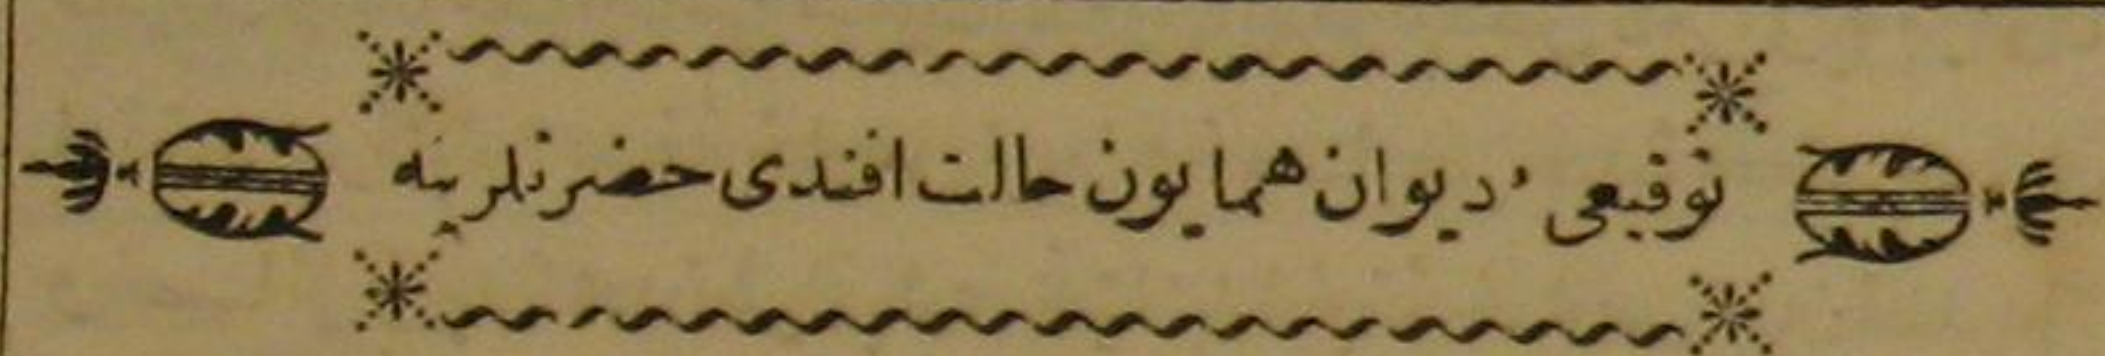 توقیعی ٔ دیوان همایون حالت افندی حضرتلرینه